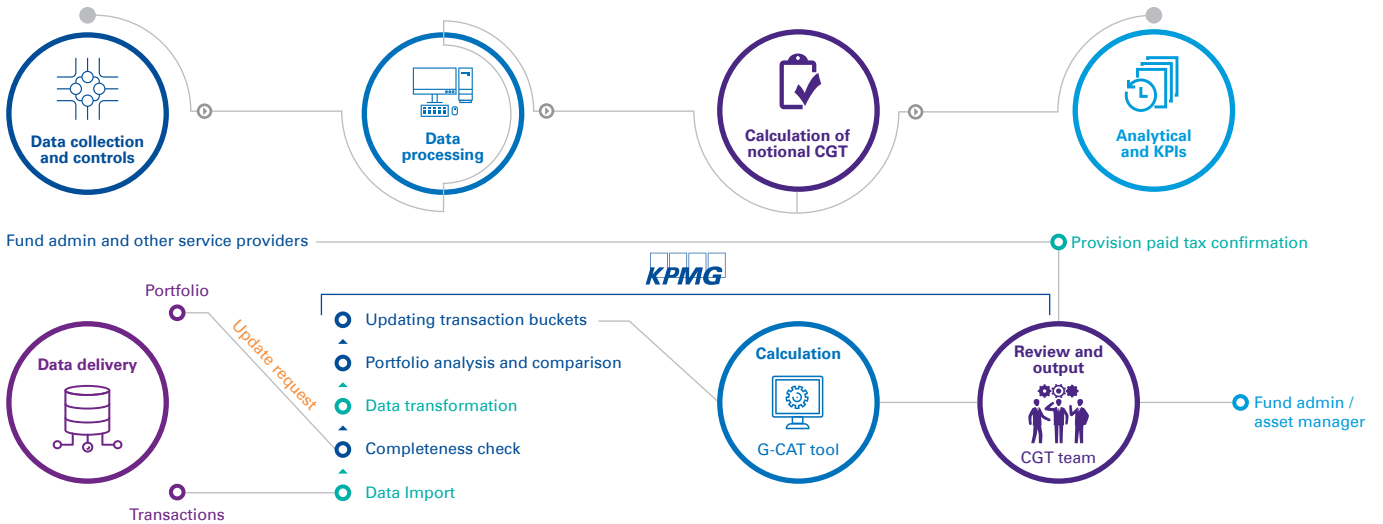 Data collection
and controls
Data
processing
Calculation of
notional CGT
Analytical
and KPIs
Fund admin and other service providers
Provision paid tax confirmation
KPMG
Portfolio
Update request
Updating transaction buckets
Portfolio analysis and comparison
Data transformation
Completeness check
Data Import
Data delivery
Transactions
Calculation
G-CAT tool
Review and
output
CGT team
Fund admin /
asset manager